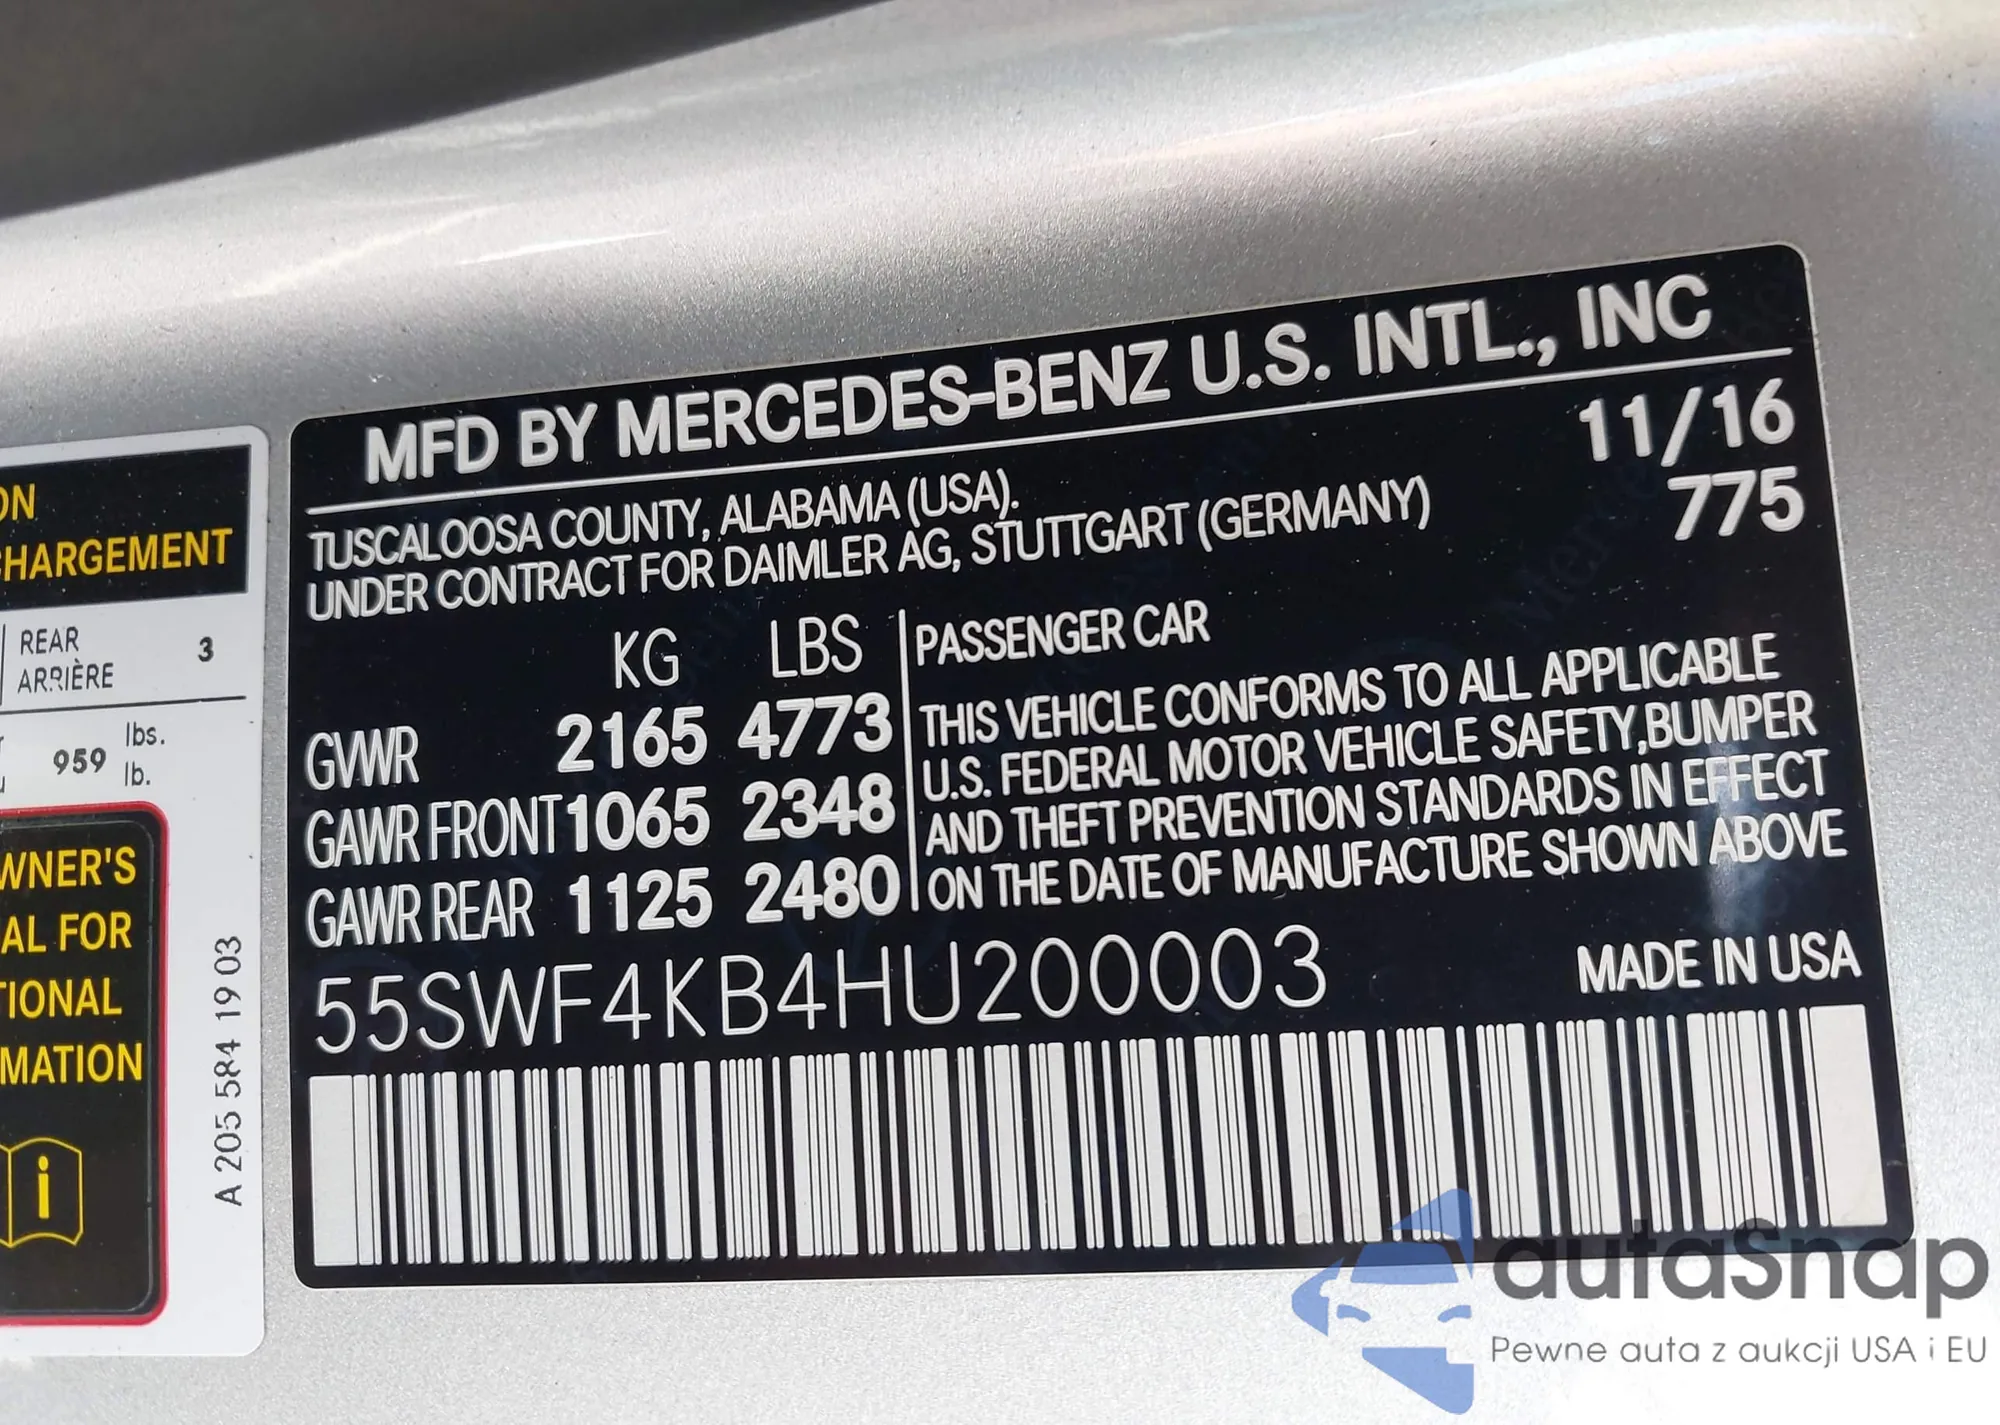 MFD BY MERCEDES-BENZ U.S. INTL., INC
11/16
TUSCALOOSA COUNTY, ALABAMA (USA).
775
UNDER CONTRACT FOR DAIMLER AG, STUTTGART (GERMANY)
KG LBS
GVWR 2165 4773
GAWR FRONT 1065 2348
GAWR REAR 1125 2480
PASSENGER CAR
THIS VEHICLE CONFORMS TO ALL APPLICABLE
U.S. FEDERAL MOTOR VEHICLE SAFETY,BUMPER
AND THEFT PREVENTION STANDARDS IN EFFECT
ON THE DATE OF MANUFACTURE SHOWN ABOVE
55SWF4KB4HU200003
MADE IN USA
ON
CHARGEMENT
REAR 3
ARRIÈRE
959 lbs.
lb.
WNER'S
AL FOR
TIONAL
MATION
i
A 205 584 19 03
autaSnap
Pewne auta z aukcji USA i EU